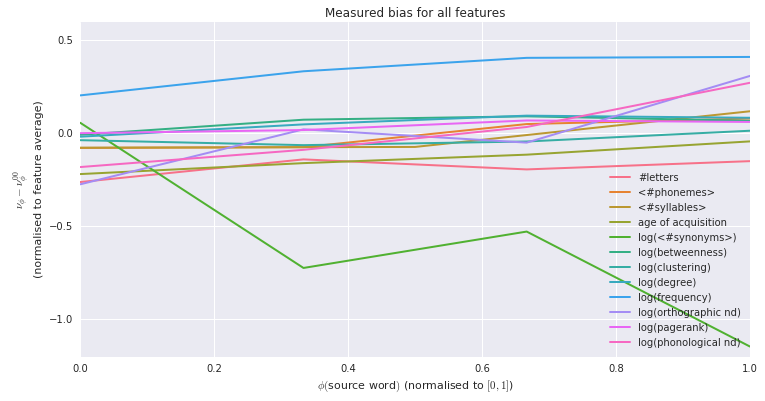 Measured bias for all features
0.5
0.0
−0.5
−1.0
ν_ϕ − ν_ϕ^00
(normalised to feature average)
#letters
<#phonemes>
<#syllables>
age of acquisition
log(<#synonyms>)
log(betweenness)
log(clustering)
log(degree)
log(frequency)
log(orthographic nd)
log(pagerank)
log(phonological nd)
0.0 0.2 0.4 0.6 0.8 1.0
ϕ(source word) (normalised to [0, 1])